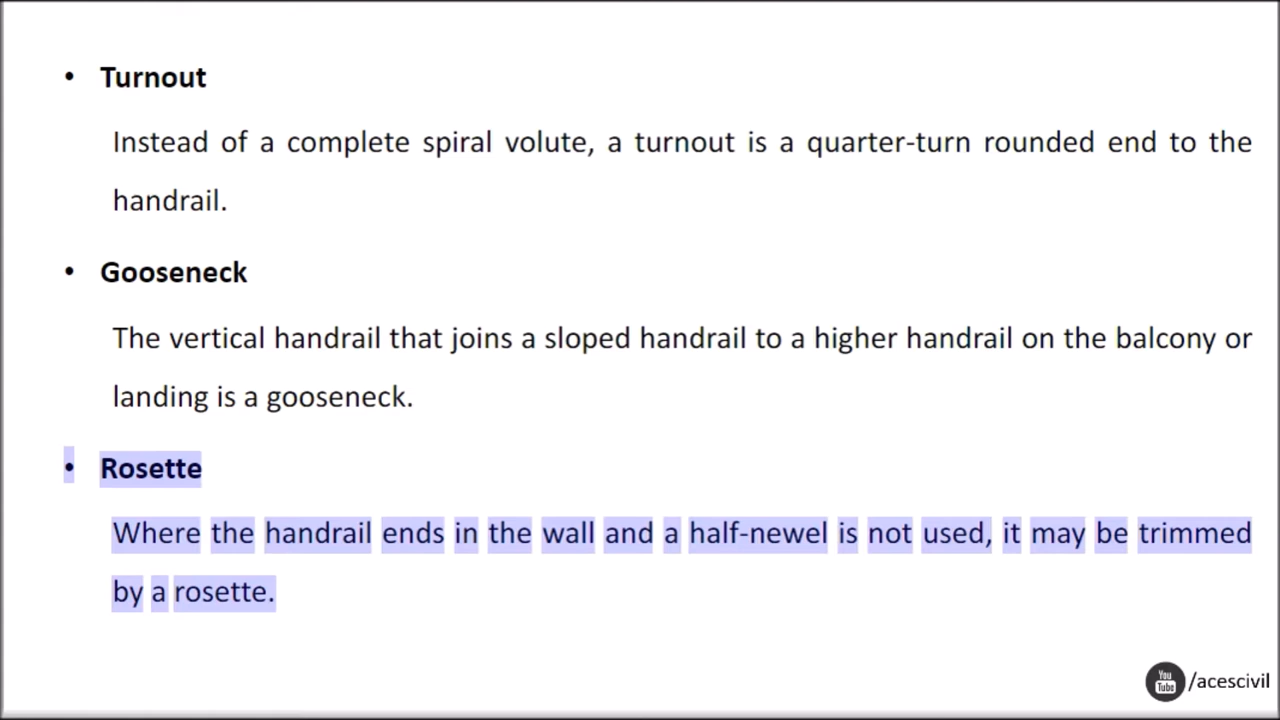 • Turnout
Instead of a complete spiral volute, a turnout is a quarter-turn rounded end to the
handrail.
• Gooseneck
The vertical handrail that joins a sloped handrail to a higher handrail on the balcony or
landing is a gooseneck.
• Rosette
Where the handrail ends in the wall and a half-newel is not used, it may be trimmed
by a rosette.
You Tube /acescivil